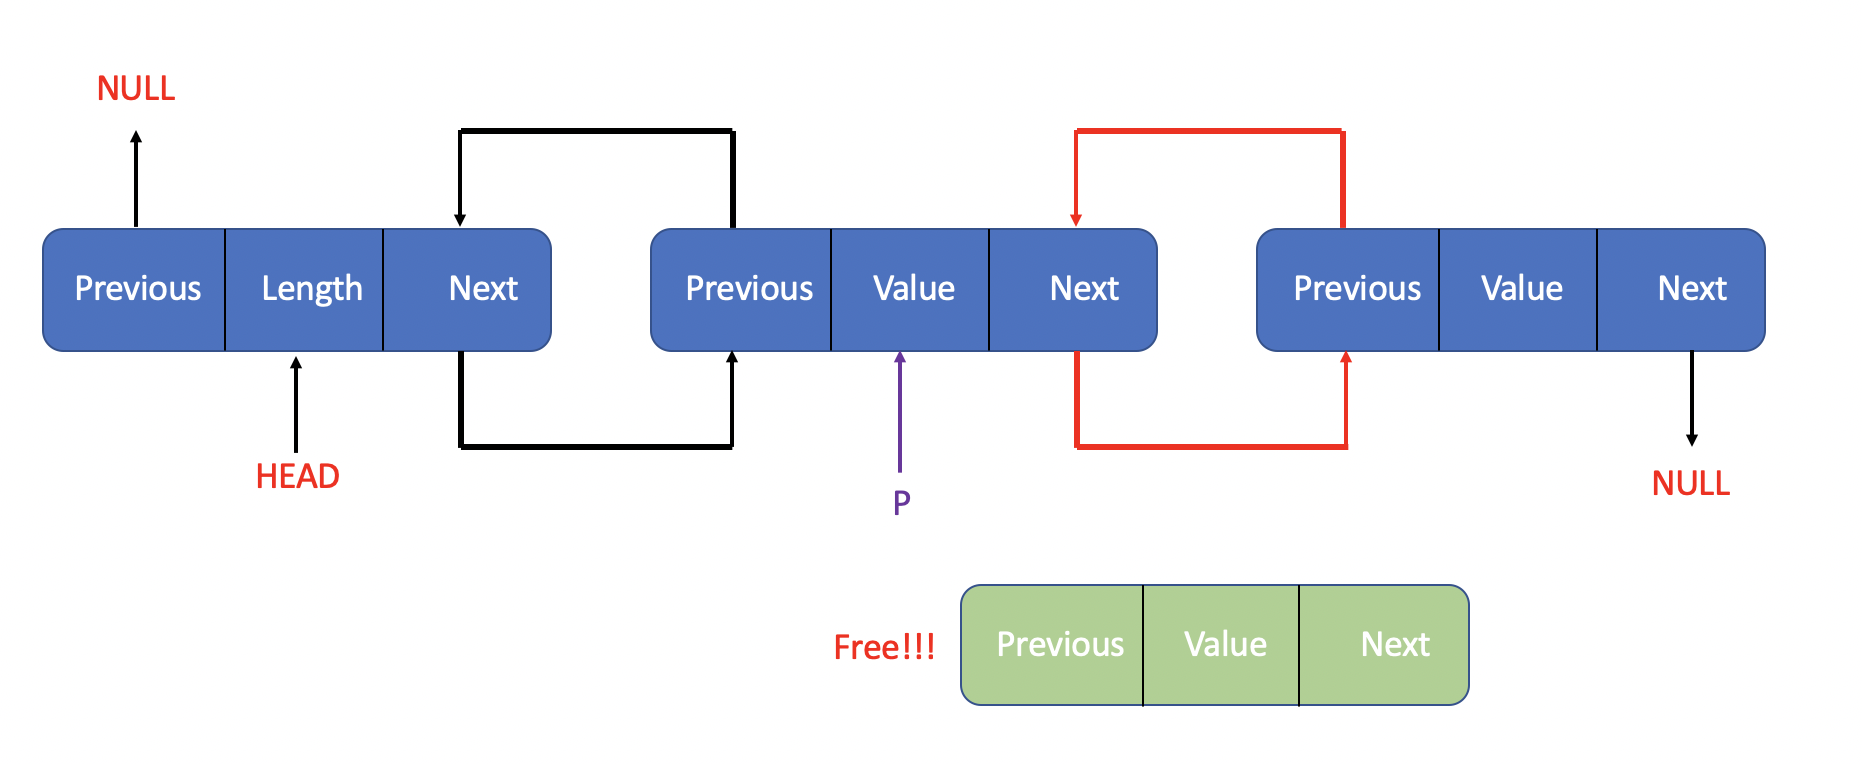 NULL
Previous Length Next
Previous Value Next
Previous Value Next
HEAD
P
NULL
Free!!!
Previous Value Next